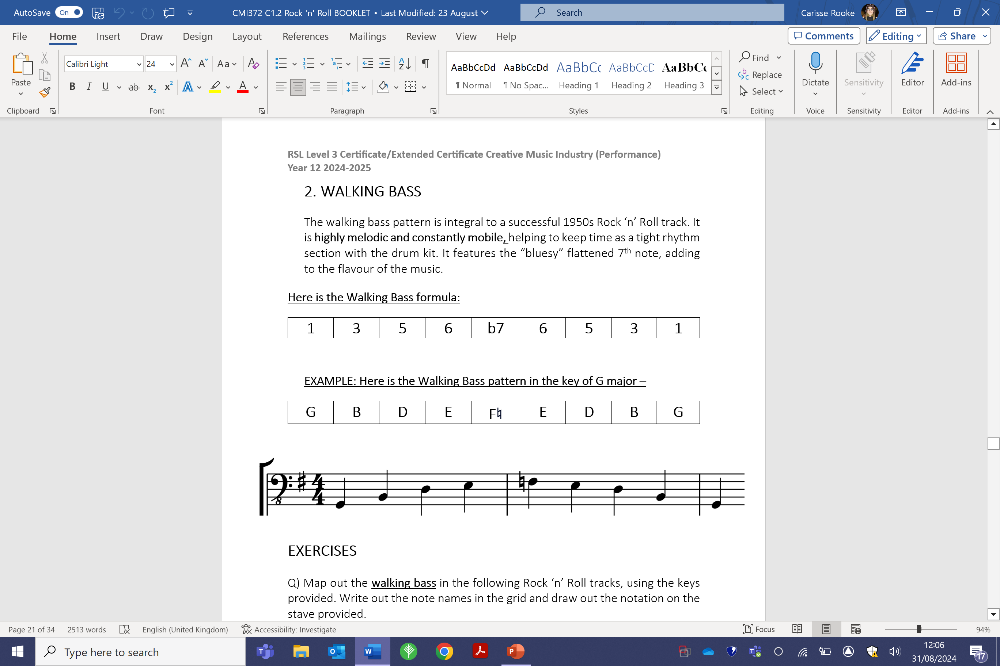 AutoSave On CMI372 C1.2 Rock 'n' Roll BOOKLET • Last Modified: 23 August Search Carisse Rooke
File Home Insert Draw Design Layout References Mailings Review View Help Comments Editing Share
Paste Calibri Light 24 A A Aa A
B I U ab x2 x2 A A
AaBbCcDd AaBbCcDd AaBbCc AaBbCcD AaBbCc
¶ Normal ¶ No Spac... Heading 1 Heading 2 Heading 3
Find
Replace
Select
Dictate Sensitivity Editor Add-ins
Clipboard Font Paragraph Styles Editing Voice Sensitivity Editor Add-ins
RSL Level 3 Certificate/Extended Certificate Creative Music Industry (Performance)
Year 12 2024-2025
2. WALKING BASS
The walking bass pattern is integral to a successful 1950s Rock ‘n’ Roll track. It
is highly melodic and constantly mobile, helping to keep time as a tight rhythm
section with the drum kit. It features the “bluesy” flattened 7th note, adding
to the flavour of the music.
Here is the Walking Bass formula:
1 3 5 6 b7 6 5 3 1
EXAMPLE: Here is the Walking Bass pattern in the key of G major –
G B D E F♮ E D B G
4
4
8
EXERCISES
Q) Map out the walking bass in the following Rock ‘n’ Roll tracks, using the keys
provided. Write out the note names in the grid and draw out the notation on the
stave provided.
Page 21 of 34 2513 words English (United Kingdom) Accessibility: Investigate Focus 94%
Type here to search
12:06
31/08/2024
17